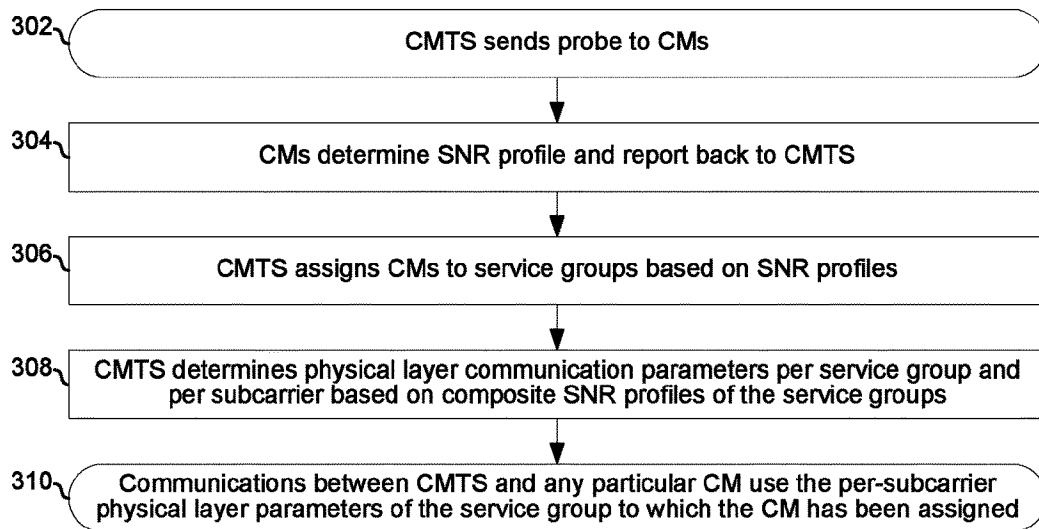 302
CMTS sends probe to CMs
304
CMs determine SNR profile and report back to CMTS
306
CMTS assigns CMs to service groups based on SNR profiles
308
CMTS determines physical layer communication parameters per service group and
per subcarrier based on composite SNR profiles of the service groups
310
Communications between CMTS and any particular CM use the per-subcarrier
physical layer parameters of the service group to which the CM has been assigned